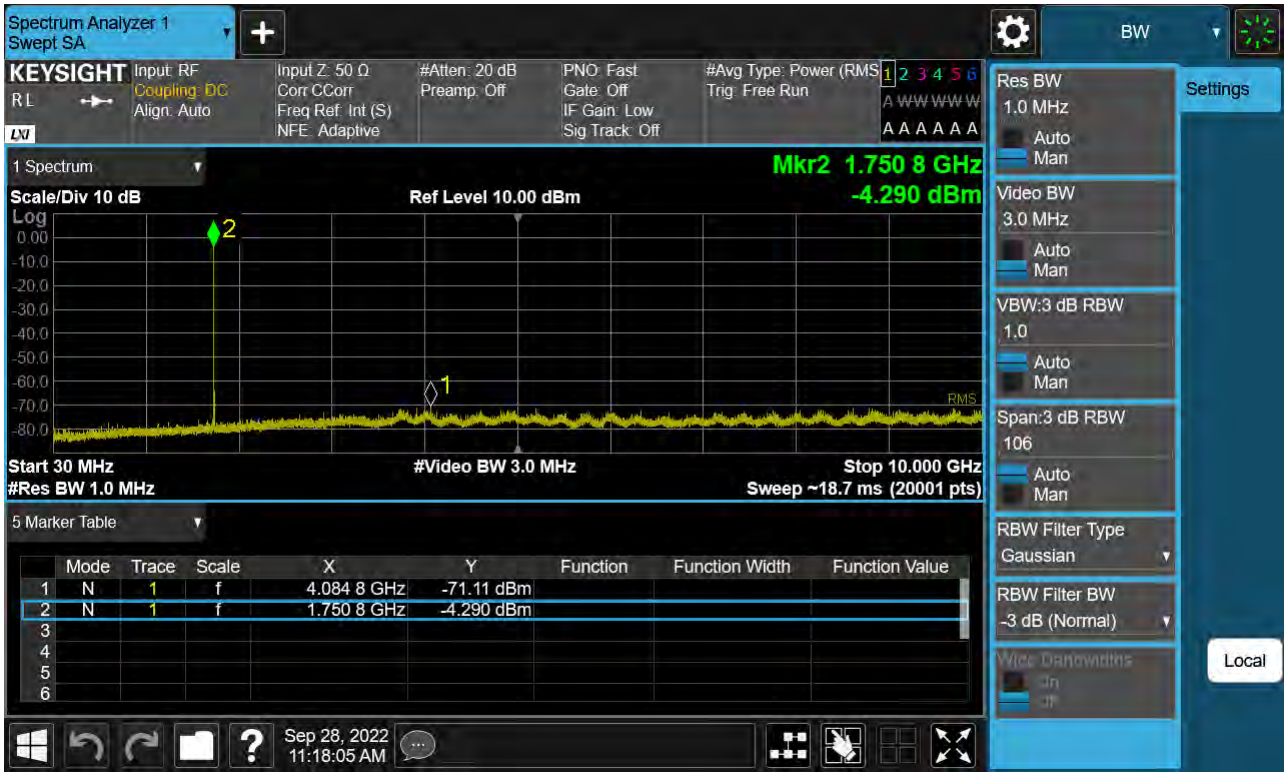 Spectrum Analyzer 1
Swept SA
BW
KEYSIGHT
RL
LXI
Input: RF
Coupling: DC
Align: Auto
Input Z: 50 Ω
Corr CCorr
Freq Ref: Int (S)
NFE: Adaptive
#Atten: 20 dB
Preamp: Off
PNO: Fast
Gate: Off
IF Gain: Low
Sig Track: Off
#Avg Type: Power (RMS
Trig: Free Run
1 2 3 4 5 6
A W W W W W
A A A A A A
1 Spectrum
Mkr2 1.750 8 GHz
-4.290 dBm
Scale/Div 10 dB
Ref Level 10.00 dBm
Log
0.00
-10.0
-20.0
-30.0
-40.0
-50.0
-60.0
-70.0
-80.0
2
1
RMS
Start 30 MHz
#Video BW 3.0 MHz
Stop 10.000 GHz
#Res BW 1.0 MHz
Sweep ~18.7 ms (20001 pts)
5 Marker Table
Mode Trace Scale X Y Function Function Width Function Value
1 N 1 f 4.084 8 GHz -71.11 dBm
2 N 1 f 1.750 8 GHz -4.290 dBm
3
4
5
6
Sep 28, 2022
11:18:05 AM
Res BW
1.0 MHz
Auto
Man
Video BW
3.0 MHz
Auto
Man
VBW:3 dB RBW
1.0
Auto
Man
Span:3 dB RBW
106
Auto
Man
RBW Filter Type
Gaussian
RBW Filter BW
-3 dB (Normal)
Settings
Local